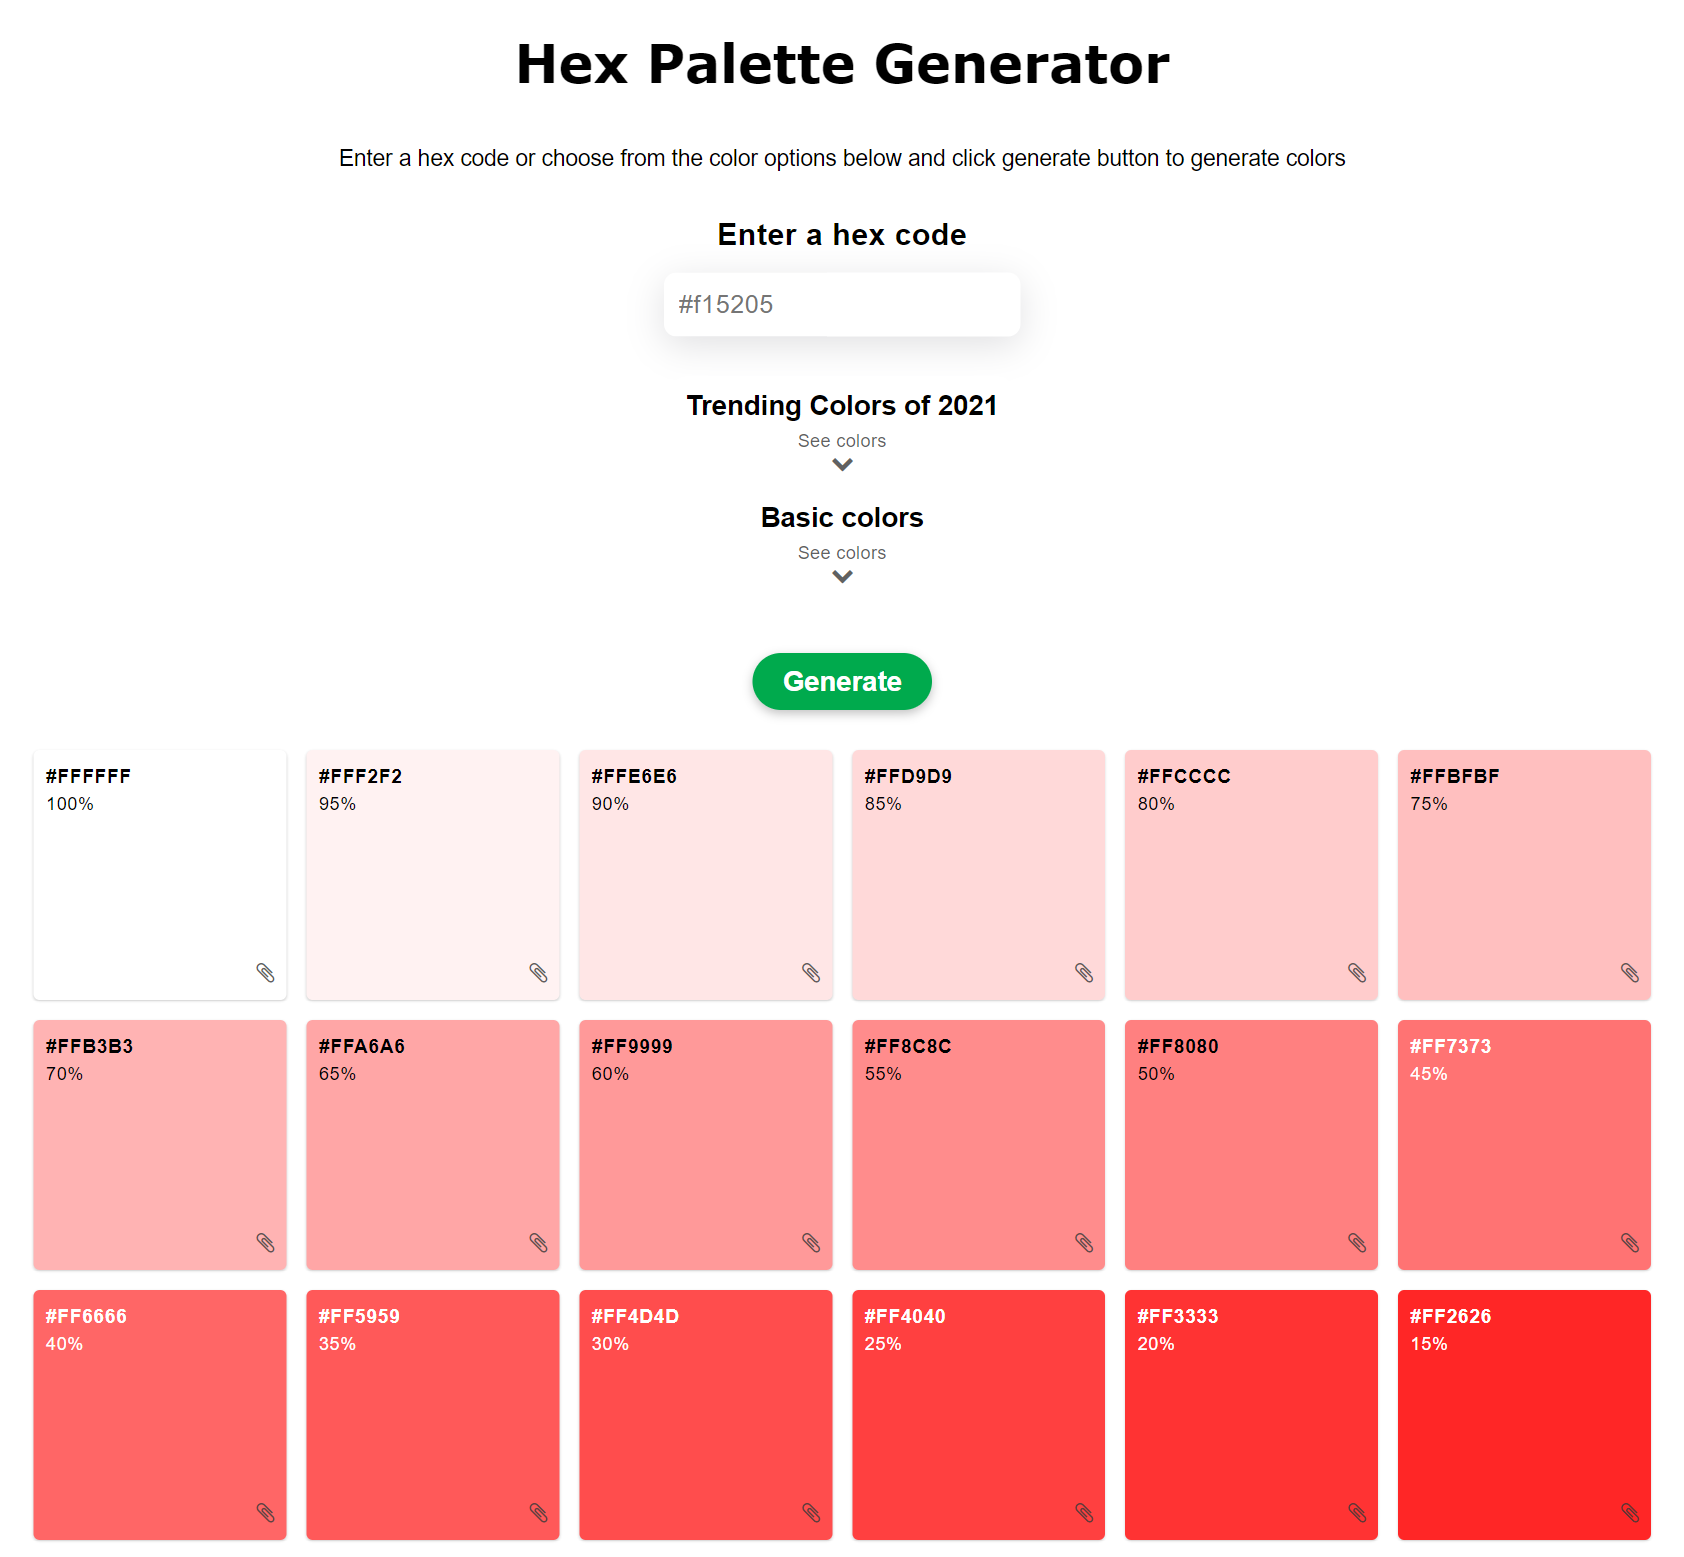 Hex Palette Generator
Enter a hex code or choose from the color options below and click generate button to generate colors
Enter a hex code
#f15205
Trending Colors of 2021
See colors
Basic colors
See colors
Generate
#FFFFFF
100%
#FFF2F2
95%
#FFE6E6
90%
#FFD9D9
85%
#FFCCCC
80%
#FFBFBF
75%
#FFB3B3
70%
#FFA6A6
65%
#FF9999
60%
#FF8C8C
55%
#FF8080
50%
#FF7373
45%
#FF6666
40%
#FF5959
35%
#FF4D4D
30%
#FF4040
25%
#FF3333
20%
#FF2626
15%